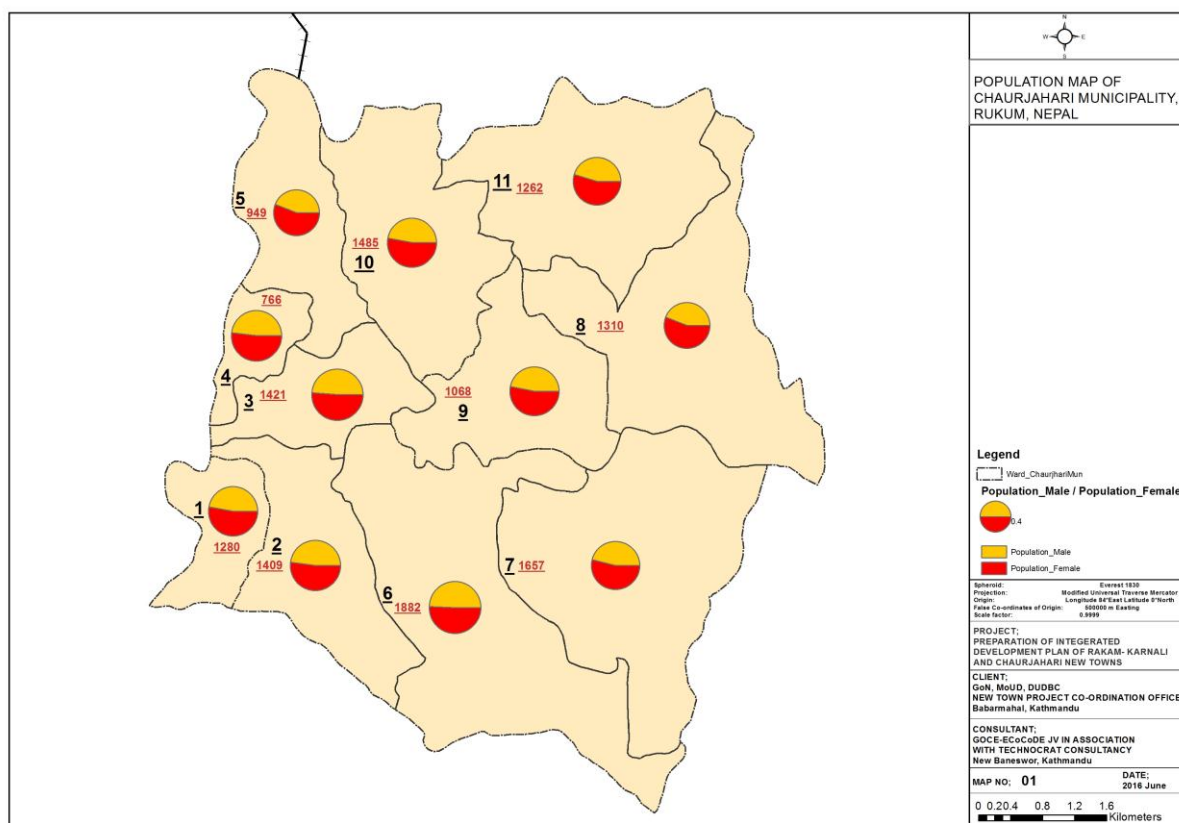 5
949
1485
10
11
1262
766
4
3
1421
1068
9
8
1310
1
1280
2
1409
6
1882
7
1657
N
W
E
S
POPULATION MAP OF
CHAURJAHARI MUNICIPALITY,
RUKUM, NEPAL
Legend
Ward_ChaurjhariMun
Population_Male / Population_Female
0.4
Population_Male
Population_Female
Spheroid: Everest 1830
Projection: Modified Universal Traverse Mercator
Origin: Longitude 84°East Latitude 0°North
False Co-ordinates of Origin: 500000 m Easting
Scale factor: 0.9999
PROJECT;
PREPARATION OF INTEGERATED
DEVELOPMENT PLAN OF RAKAM- KARNALI
AND CHAURJAHARI NEW TOWNS
CLIENT;
GoN, MoUD, DUDBC
NEW TOWN PROJECT CO-ORDINATION OFFICE
Babarmahal, Kathmandu
CONSULTANT;
GOCE-ECoCoDE JV IN ASSOCIATION
WITH TECHNOCRAT CONSULTANCY
New Baneswor, Kathmandu
MAP NO; 01
DATE;
2016 June
0 0.20.4 0.8 1.2 1.6
Kilometers